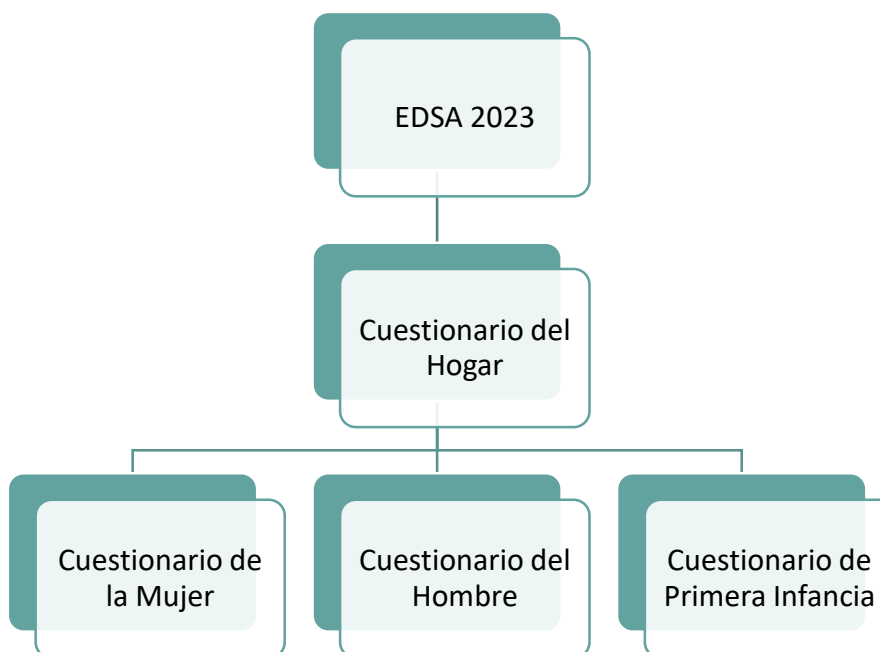 EDSA 2023
Cuestionario del
Hogar
Cuestionario de
la Mujer
Cuestionario del
Hombre
Cuestionario de
Primera Infancia